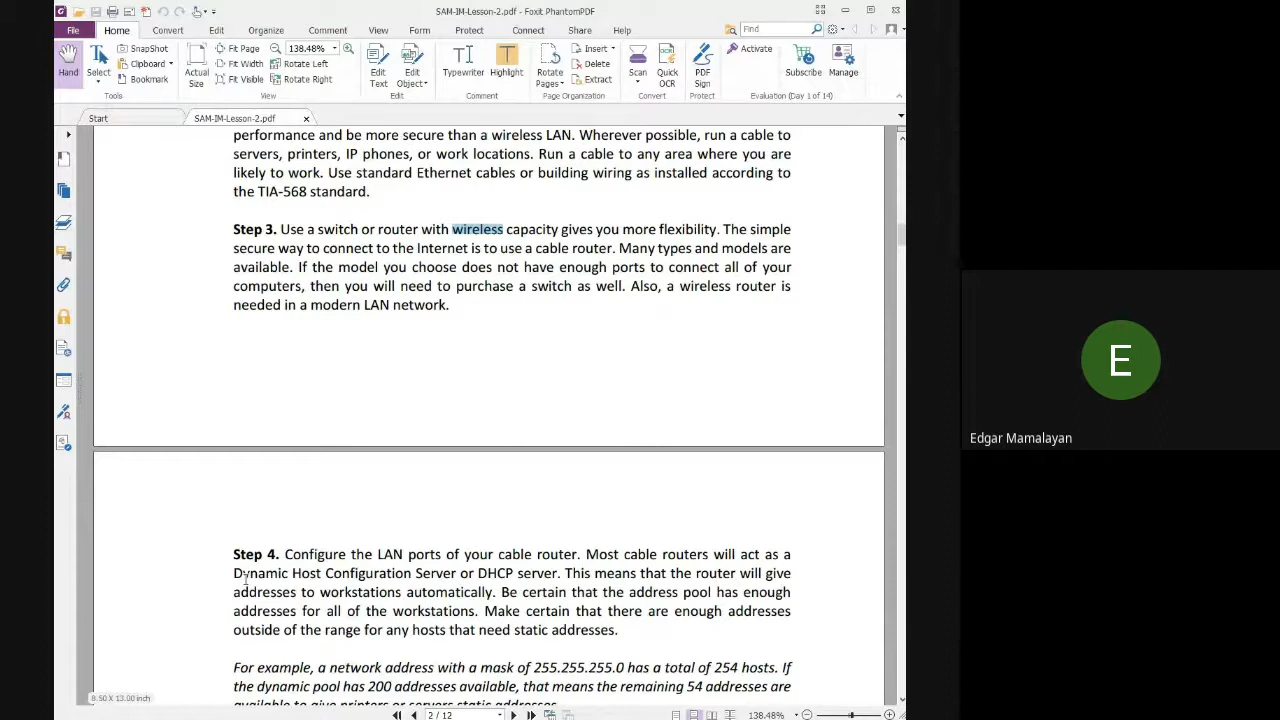 SAM-IM-Lesson-2.pdf - Foxit PhantomPDF
File Home Convert Edit Organize Comment View Form Protect Connect Share Help Find
SnapShot Fit Page 138.48% Insert Activate
Clipboard Fit Width Rotate Left Delete
Bookmark Fit Visible Rotate Right Extract
Hand Select Actual Size Edit Text Edit Object Typewriter Highlight Rotate Pages Scan Quick OCR PDF Sign Subscribe Manage
Tools View Edit Comment Page Organization Convert Protect Evaluation (Day 1 of 14)
Start SAM-IM-Lesson-2.pdf
performance and be more secure than a wireless LAN. Wherever possible, run a cable to
servers, printers, IP phones, or work locations. Run a cable to any area where you are
likely to work. Use standard Ethernet cables or building wiring as installed according to
the TIA-568 standard.
Step 3. Use a switch or router with wireless capacity gives you more flexibility. The simple
secure way to connect to the Internet is to use a cable router. Many types and models are
available. If the model you choose does not have enough ports to connect all of your
computers, then you will need to purchase a switch as well. Also, a wireless router is
needed in a modern LAN network.
Step 4. Configure the LAN ports of your cable router. Most cable routers will act as a
Dynamic Host Configuration Server or DHCP server. This means that the router will give
addresses to workstations automatically. Be certain that the address pool has enough
addresses for all of the workstations. Make certain that there are enough addresses
outside of the range for any hosts that need static addresses.
For example, a network address with a mask of 255.255.255.0 has a total of 254 hosts. If
the dynamic pool has 200 addresses available, that means the remaining 54 addresses are
available to give printers or servers static addresses.
8.50 x 13.00 inch
2 / 12 138.48%
E
Edgar Mamalayan